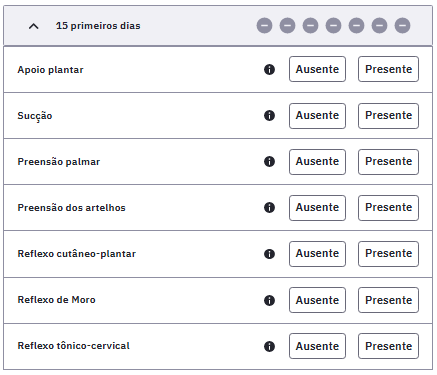 15 primeiros dias
Apoio plantar Ausente Presente
Sucção Ausente Presente
Preensão palmar Ausente Presente
Preensão dos artelhos Ausente Presente
Reflexo cutâneo-plantar Ausente Presente
Reflexo de Moro Ausente Presente
Reflexo tônico-cervical Ausente Presente